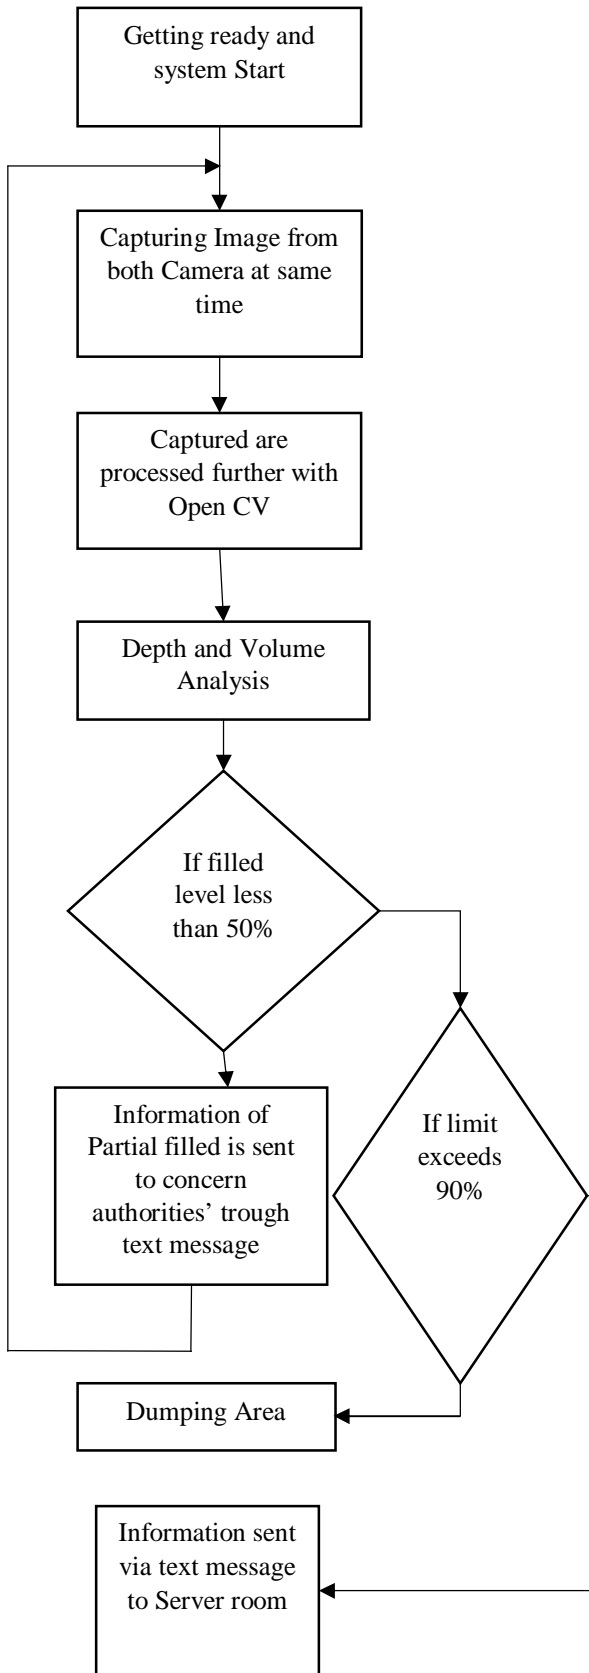 Getting ready and
system Start
Capturing Image from
both Camera at same
time
Captured are
processed further with
Open CV
Depth and Volume
Analysis
If filled
level less
than 50%
Information of
Partial filled is sent
to concern
authorities’ trough
text message
If limit
exceeds
90%
Dumping Area
Information sent
via text message
to Server room